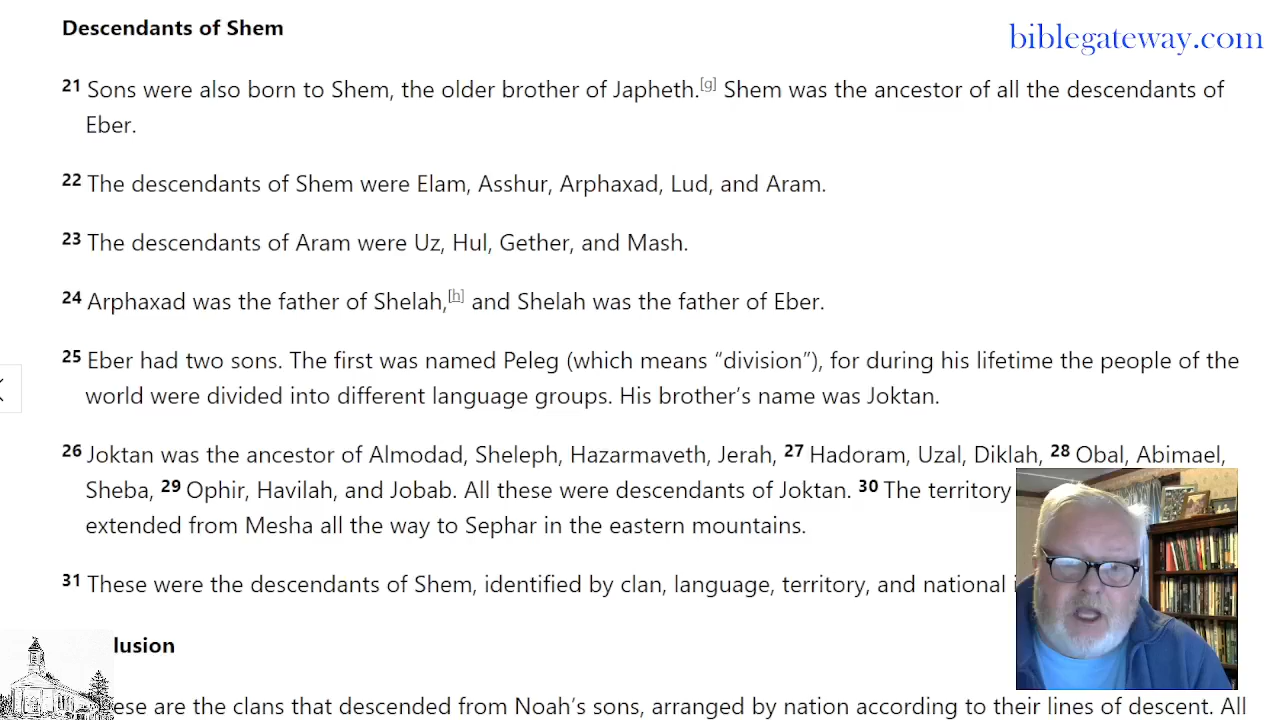 Descendants of Shem
biblegateway.com
21 Sons were also born to Shem, the older brother of Japheth.[g] Shem was the ancestor of all the descendants of
Eber.
22 The descendants of Shem were Elam, Asshur, Arphaxad, Lud, and Aram.
23 The descendants of Aram were Uz, Hul, Gether, and Mash.
24 Arphaxad was the father of Shelah,[h] and Shelah was the father of Eber.
25 Eber had two sons. The first was named Peleg (which means “division”), for during his lifetime the people of the
world were divided into different language groups. His brother’s name was Joktan.
26 Joktan was the ancestor of Almodad, Sheleph, Hazarmaveth, Jerah, 27 Hadoram, Uzal, Diklah, 28 Obal, Abimael,
Sheba, 29 Ophir, Havilah, and Jobab. All these were descendants of Joktan. 30 The territory
extended from Mesha all the way to Sephar in the eastern mountains.
31 These were the descendants of Shem, identified by clan, language, territory, and national
lusion
ese are the clans that descended from Noah’s sons, arranged by nation according to their lines of descent. All